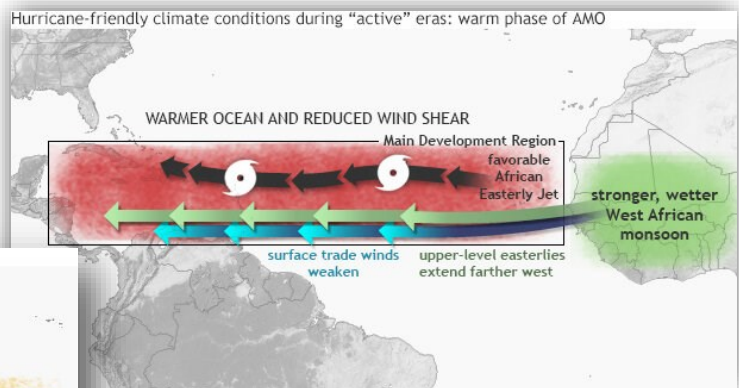 Hurricane-friendly climate conditions during “active” eras: warm phase of AMO
WARMER OCEAN AND REDUCED WIND SHEAR
Main Development Region
favorable
African
Easterly Jet
stronger, wetter
West African
monsoon
surface trade winds
weaken
upper-level easterlies
extend farther west